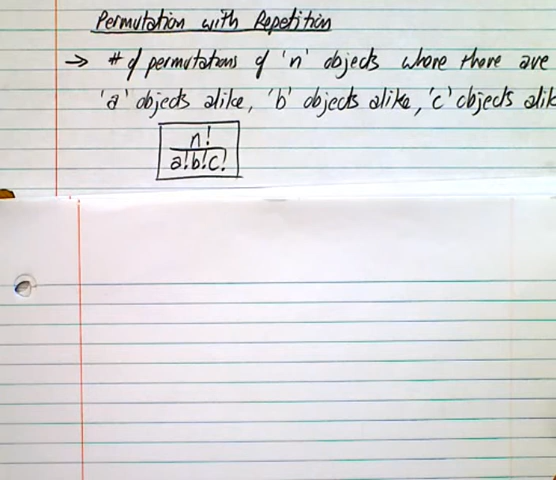 Permutation with Repetition
→ # of permutations of 'n' objects where there are
'a' objects alike, 'b' objects alike, 'c' objects alik
n!
a!b!c!